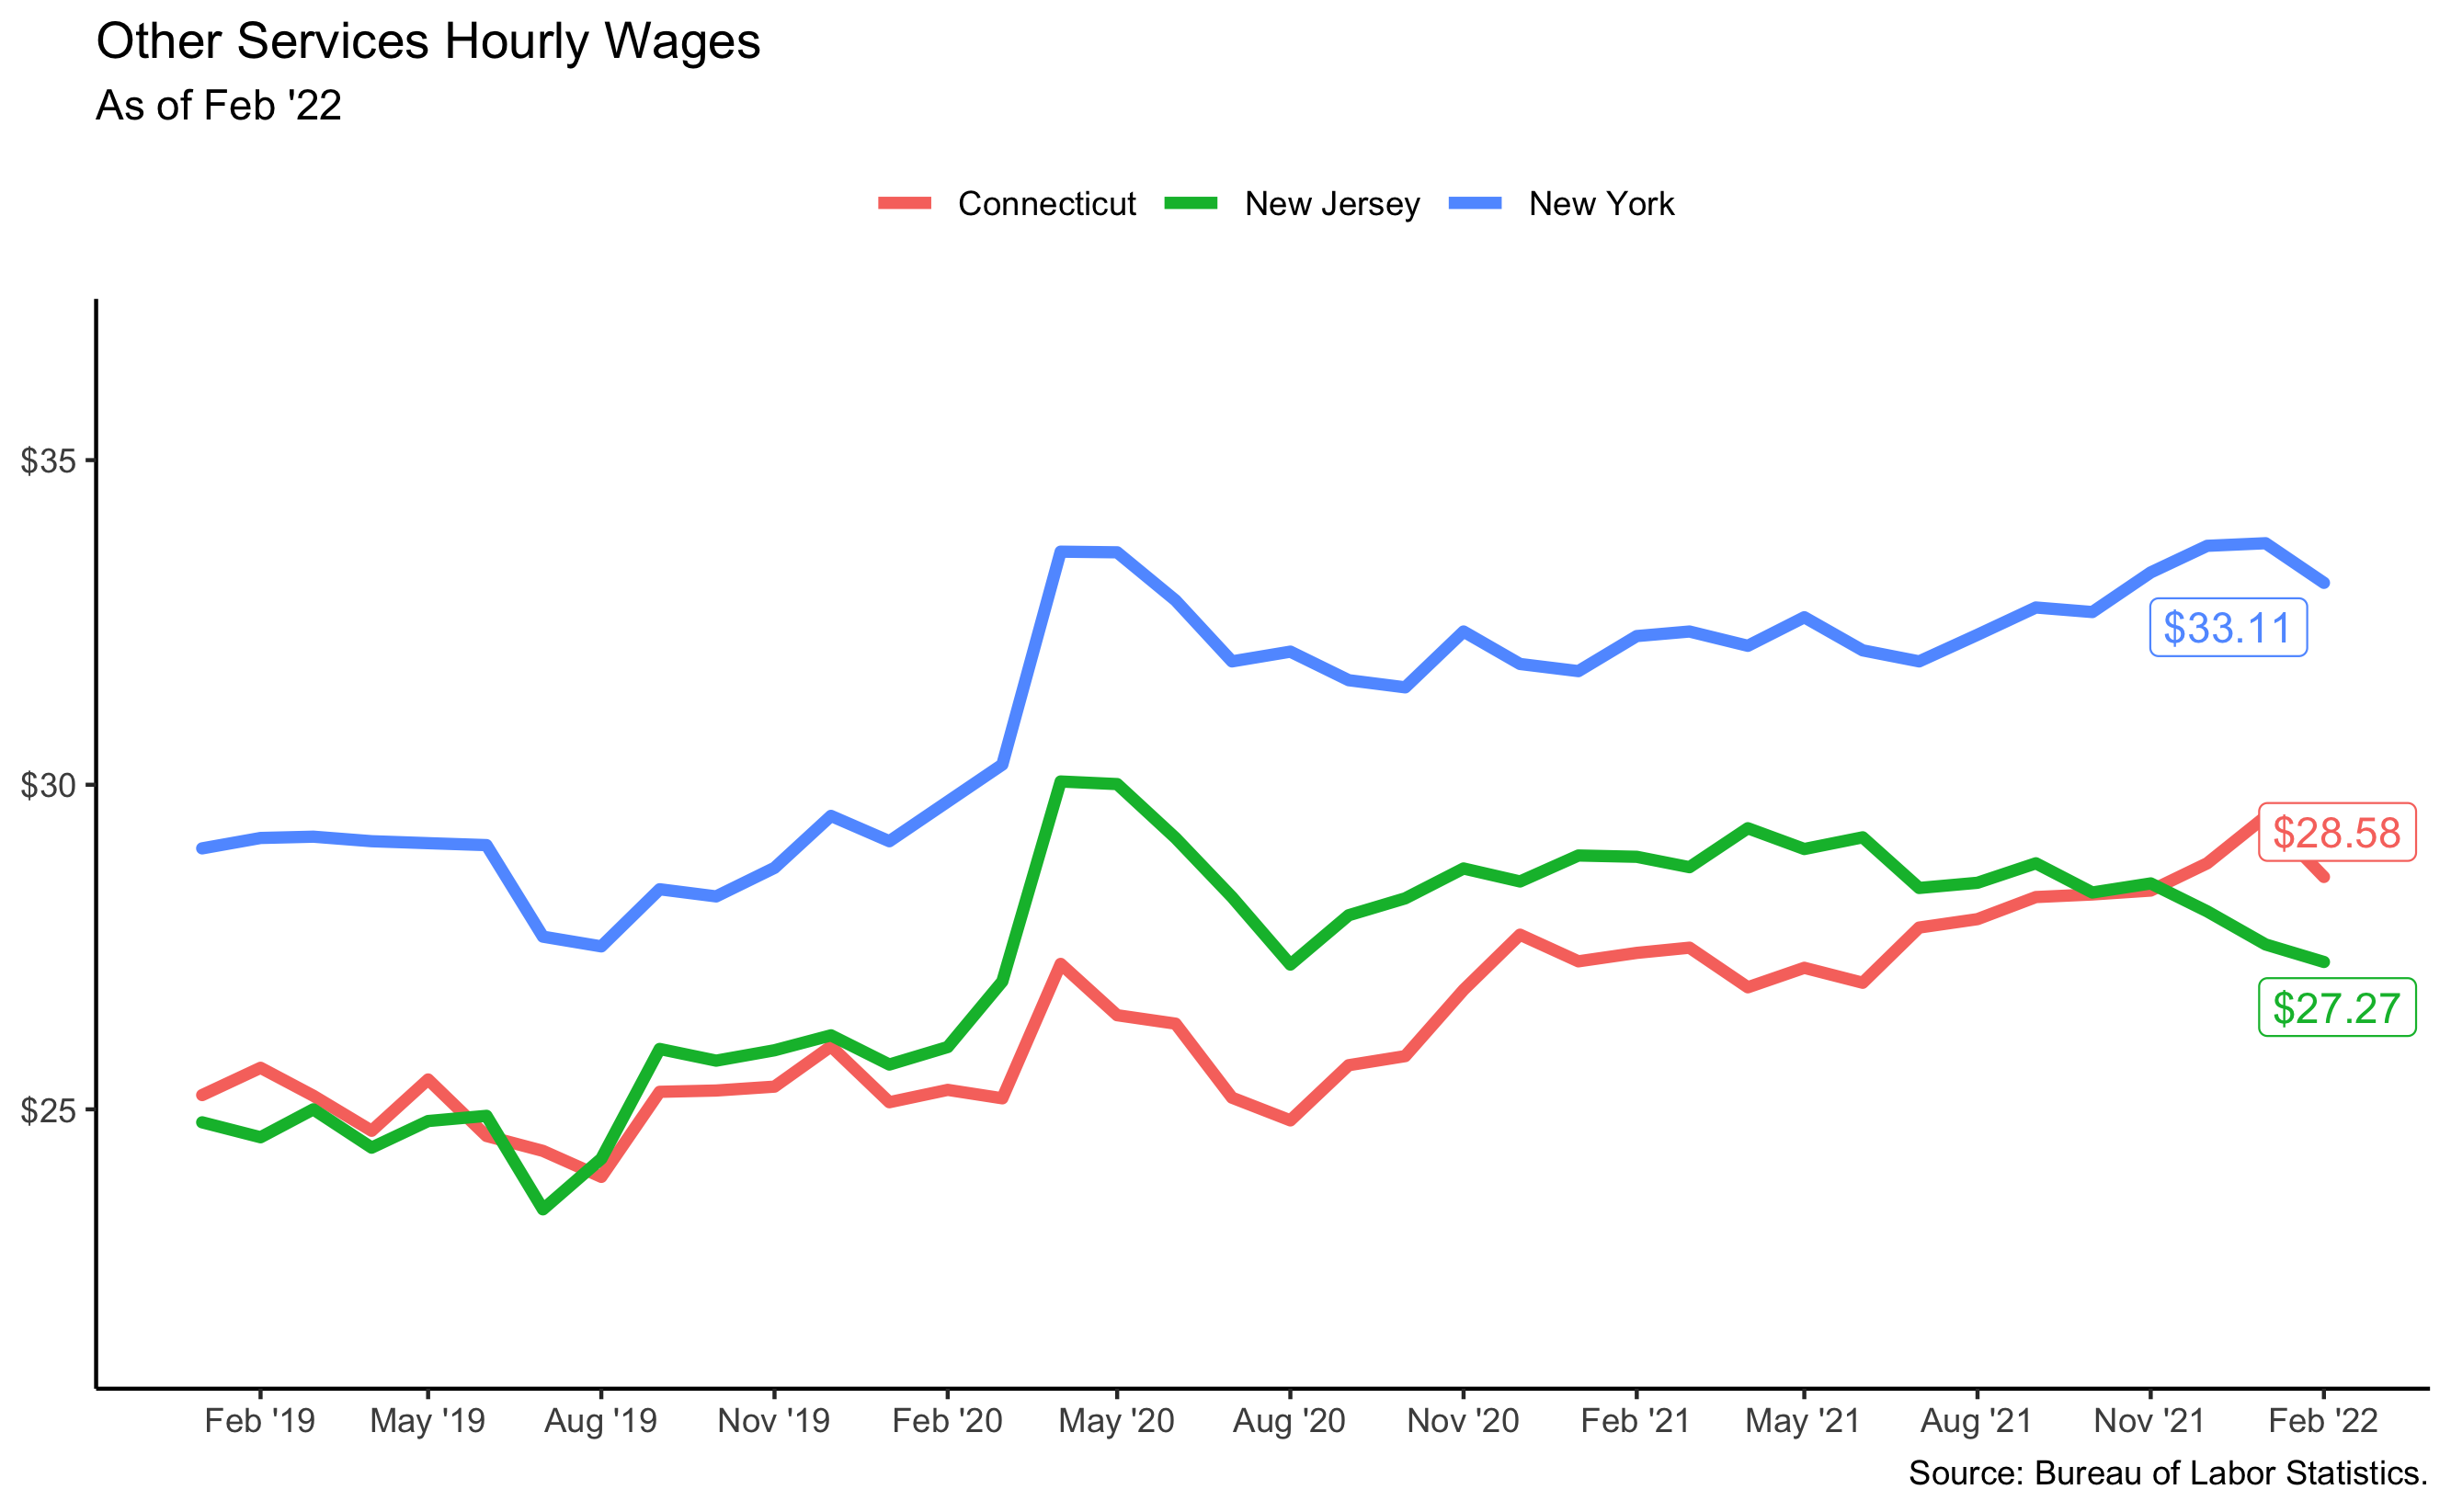 Other Services Hourly Wages
As of Feb '22
Connecticut New Jersey New York
$35
$30
$25
$33.11
$28.58
$27.27
Feb '19 May '19 Aug '19 Nov '19 Feb '20 May '20 Aug '20 Nov '20 Feb '21 May '21 Aug '21 Nov '21 Feb '22
Source: Bureau of Labor Statistics.